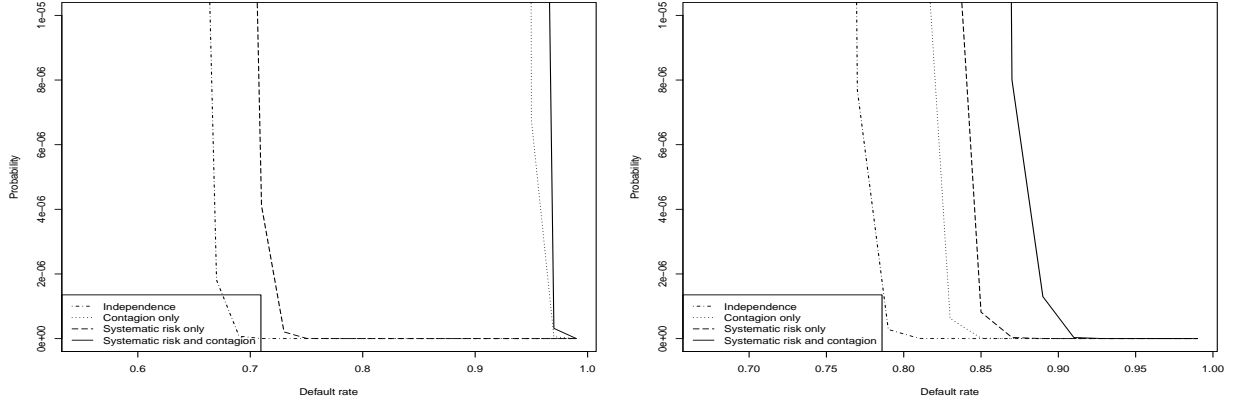 1e−05
8e−06
6e−06
4e−06
2e−06
0e+00
Probability
Independence
Contagion only
Systematic risk only
Systematic risk and contagion
0.6 0.7 0.8 0.9 1.0
Default rate
1e−05
8e−06
6e−06
4e−06
2e−06
0e+00
Probability
Independence
Contagion only
Systematic risk only
Systematic risk and contagion
0.70 0.75 0.80 0.85 0.90 0.95 1.00
Default rate